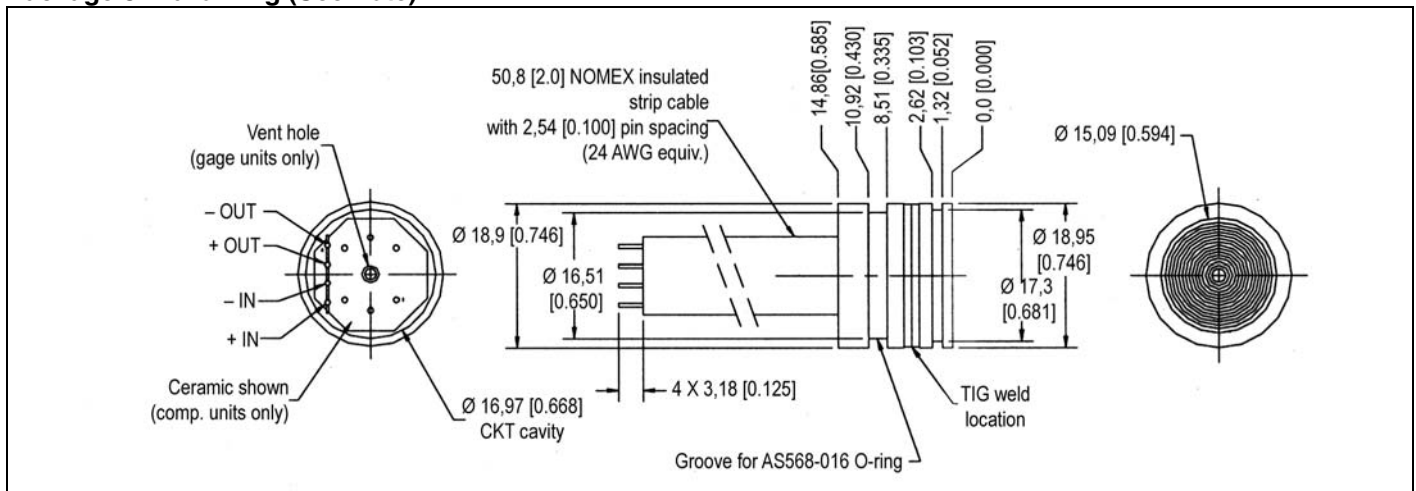 50,8 [2.0] NOMEX insulated
strip cable
with 2,54 [0.100] pin spacing
(24 AWG equiv.)
14,86[0.585]
10,92 [0.430]
8,51 [0.335]
2,62 [0.103]
1,32 [0.052]
0,0 [0.000]
Vent hole
(gage units only)
– OUT
+ OUT
– IN
+ IN
Ceramic shown
(comp. units only)
Ø 16,97 [0.668]
CKT cavity
Ø 18,9 [0.746]
Ø 16,51
[0.650]
4 X 3,18 [0.125]
Groove for AS568-016 O-ring
TIG weld
location
Ø 18,95
[0.746]
Ø 17,3
[0.681]
Ø 15,09 [0.594]